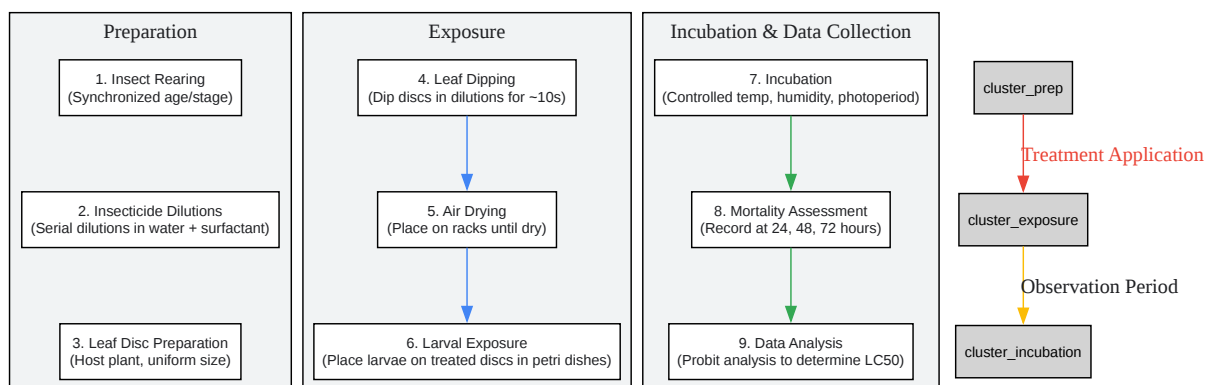 Preparation
1. Insect Rearing
(Synchronized age/stage)
2. Insecticide Dilutions
(Serial dilutions in water + surfactant)
3. Leaf Disc Preparation
(Host plant, uniform size)
Exposure
4. Leaf Dipping
(Dip discs in dilutions for ~10s)
5. Air Drying
(Place on racks until dry)
6. Larval Exposure
(Place larvae on treated discs in petri dishes)
Incubation & Data Collection
7. Incubation
(Controlled temp, humidity, photoperiod)
8. Mortality Assessment
(Record at 24, 48, 72 hours)
9. Data Analysis
(Probit analysis to determine LC50)
cluster_prep
Treatment Application
cluster_exposure
Observation Period
cluster_incubation